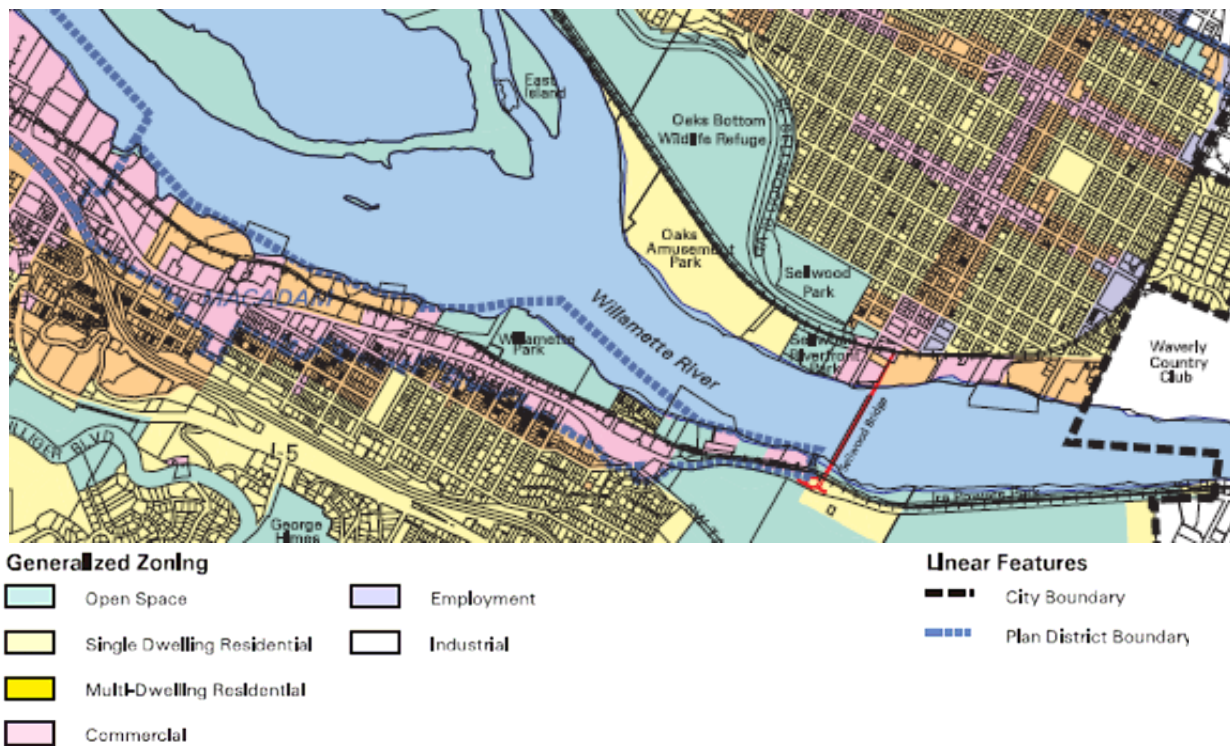 East
Island
Oaks Bottom
Wildlife Refuge
Oaks
Amusement
Park
Sellwood
Park
MACADAM
Willamette
Park
Willamette River
Sellwood
Riverfront
Park
Sellwood Bridge
Waverly
Country
Club
I-5
George
Himes
Generalized Zoning
Open Space
Single Dwelling Residential
Multi-Dwelling Residential
Commercial
Employment
Industrial
Linear Features
City Boundary
Plan District Boundary